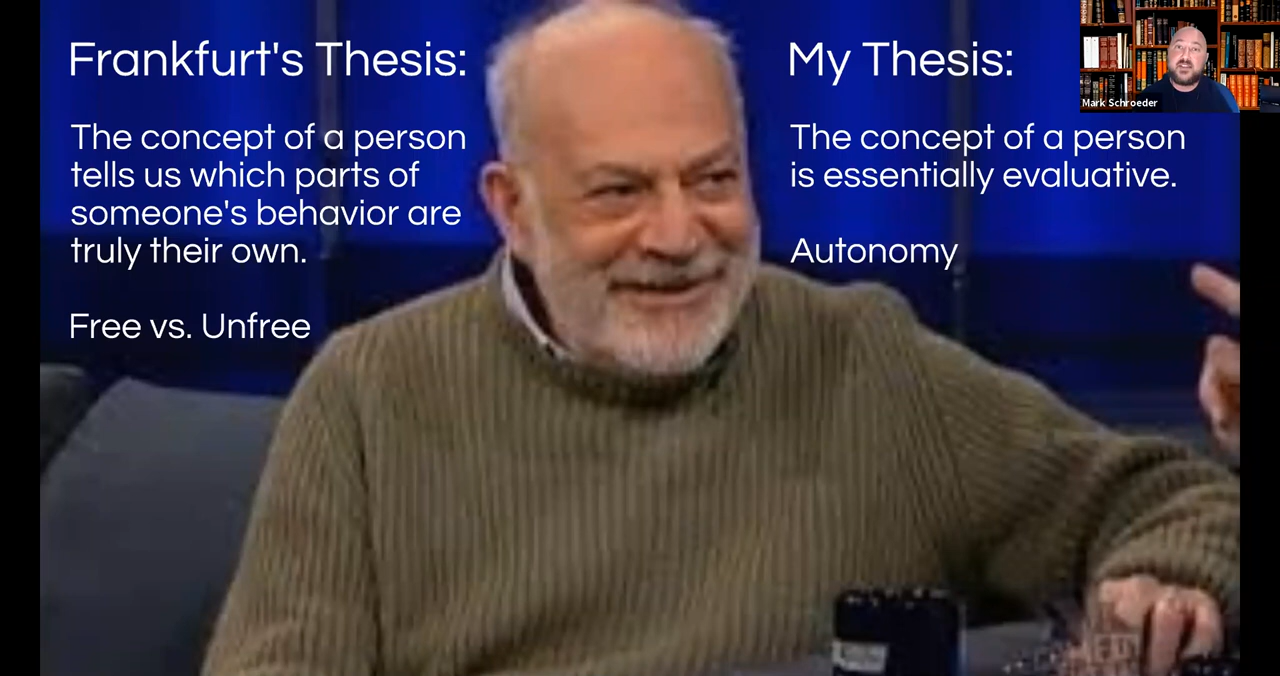 Frankfurt's Thesis:
The concept of a person
tells us which parts of
someone's behavior are
truly their own.
Free vs. Unfree
My Thesis:
The concept of a person
is essentially evaluative.
Autonomy
Mark Schroeder